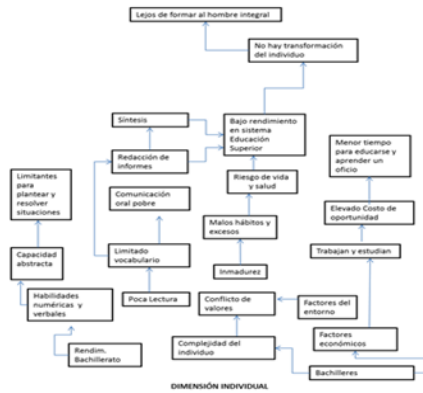 Lejos de formar al hombre integral
No hay transformación
del individuo
Síntesis
Bajo rendimiento
en sistema
Educación
Superior
Menor tiempo
para educarse y
aprender un
oficio
Redacción de
informes
Limitantes
para
plantear y
resolver
situaciones
Riesgo de vida
y salud
Comunicación
oral pobre
Elevado Costo de
oportunidad
Malos hábitos y
excesos
Capacidad
abstracta
Limitado
vocabulario
Trabajan y estudian
Inmadurez
Habilidades
numéricas y
verbales
Poca Lectura
Conflicto de
valores
Factores del
entorno
Factores
económicos
Rendim.
Bachillerato
Complejidad del
individuo
Bachilleres
DIMENSIÓN INDIVIDUAL